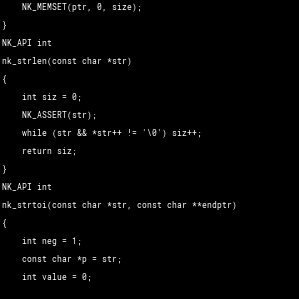 NK_MEMSET(ptr, 0, size);
}
NK_API int
nk_strlen(const char *str)
{
int siz = 0;
NK_ASSERT(str);
while (str && *str++ != '\0') siz++;
return siz;
}
NK_API int
nk_strtoi(const char *str, const char **endptr)
{
int neg = 1;
const char *p = str;
int value = 0;